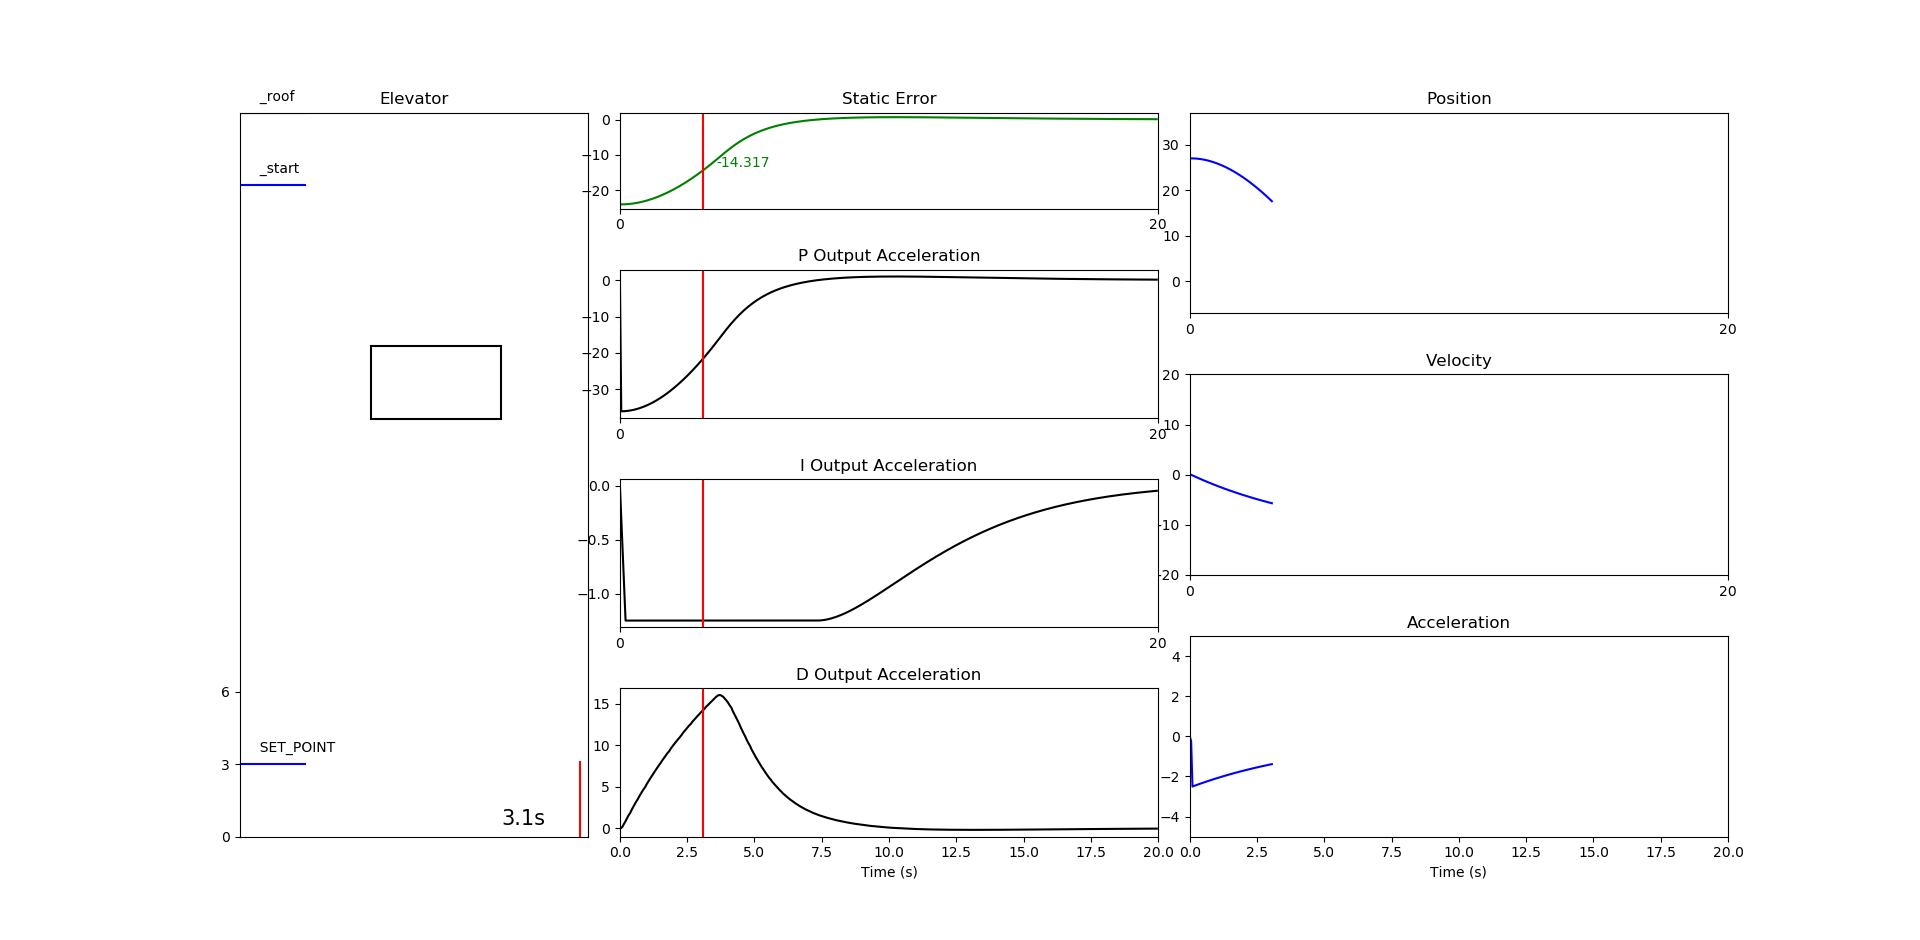 _roof
Elevator
_start
6
SET_POINT
3
3.1s
0
Static Error
0
−10
−20
-14.317
0
20
P Output Acceleration
0
−10
−20
−30
0
20
I Output Acceleration
0.0
−0.5
−1.0
0
20
D Output Acceleration
15
10
5
0
0.0 2.5 5.0 7.5 10.0 12.5 15.0 17.5 20.0
Time (s)
Position
30
20
10
0
0
20
Velocity
20
10
0
-10
-20
0
20
Acceleration
4
2
0
−2
−4
0.0 2.5 5.0 7.5 10.0 12.5 15.0 17.5 20.0
Time (s)